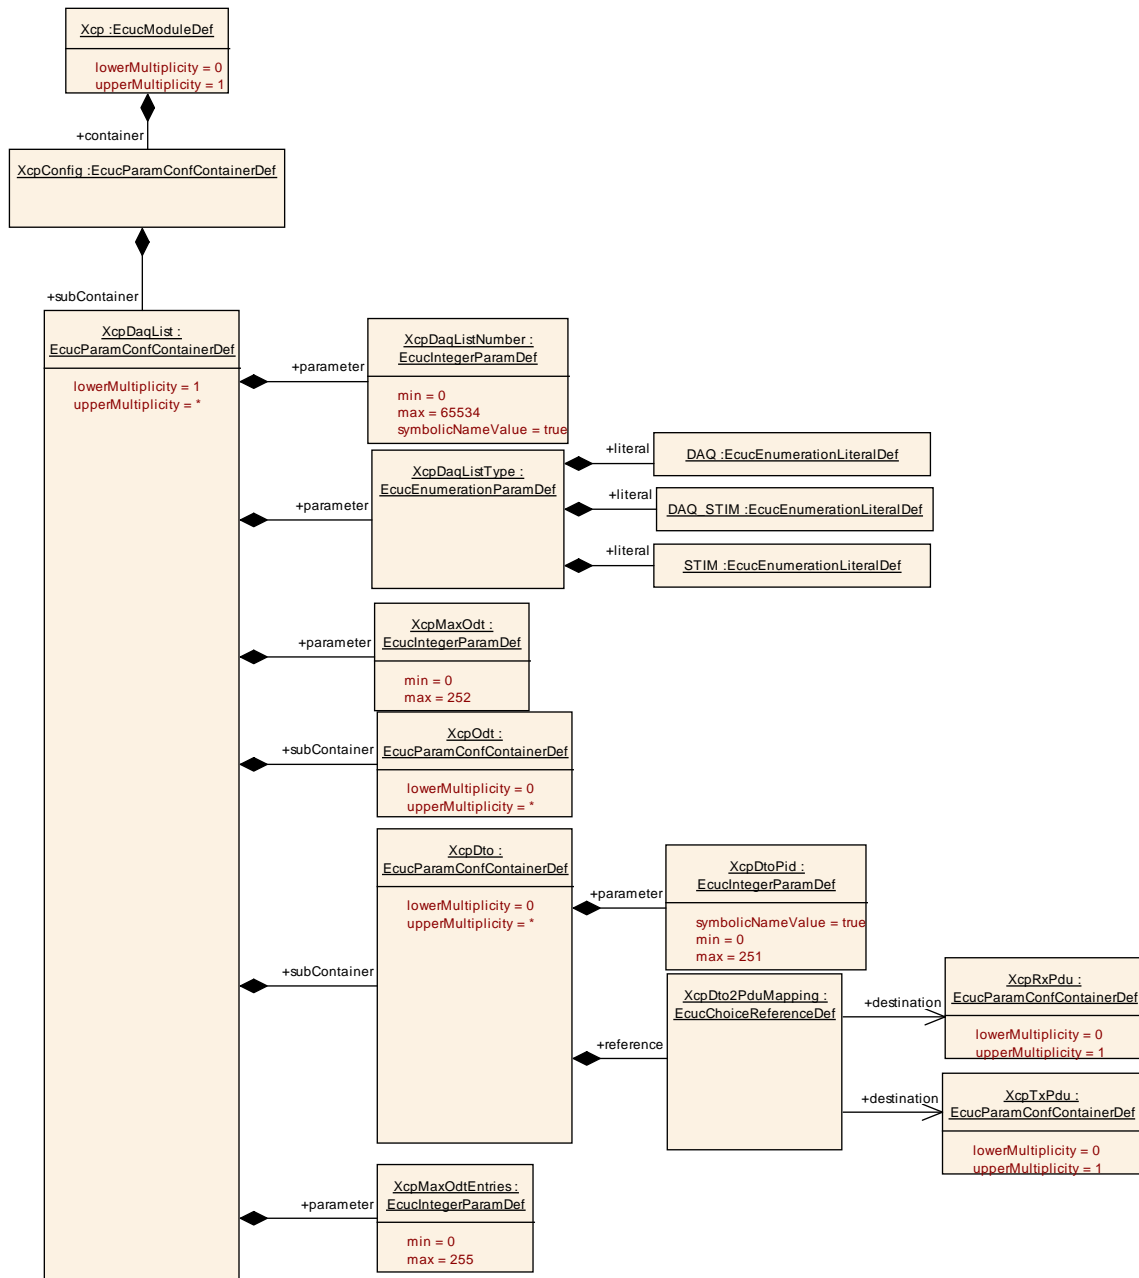 Xcp :EcucModuleDef
lowerMultiplicity = 0
upperMultiplicity = 1
+container
XcpConfig :EcucParamConfContainerDef
+subContainer
XcpDaqList :
EcucParamConfContainerDef
lowerMultiplicity = 1
upperMultiplicity = *
+parameter
XcpDaqListNumber :
EcucIntegerParamDef
min = 0
max = 65534
symbolicNameValue = true
+parameter
XcpDaqListType :
EcucEnumerationParamDef
+literal
DAQ :EcucEnumerationLiteralDef
+literal
DAQ_STIM :EcucEnumerationLiteralDef
+literal
STIM :EcucEnumerationLiteralDef
+parameter
XcpMaxOdt :
EcucIntegerParamDef
min = 0
max = 252
+subContainer
XcpOdt :
EcucParamConfContainerDef
lowerMultiplicity = 0
upperMultiplicity = *
+subContainer
XcpDto :
EcucParamConfContainerDef
lowerMultiplicity = 0
upperMultiplicity = *
+parameter
XcpDtoPid :
EcucIntegerParamDef
symbolicNameValue = true
min = 0
max = 251
+reference
XcpDto2PduMapping :
EcucChoiceReferenceDef
+destination
XcpRxPdu :
EcucParamConfContainerDef
lowerMultiplicity = 0
upperMultiplicity = 1
+destination
XcpTxPdu :
EcucParamConfContainerDef
lowerMultiplicity = 0
upperMultiplicity = 1
+parameter
XcpMaxOdtEntries :
EcucIntegerParamDef
min = 0
max = 255